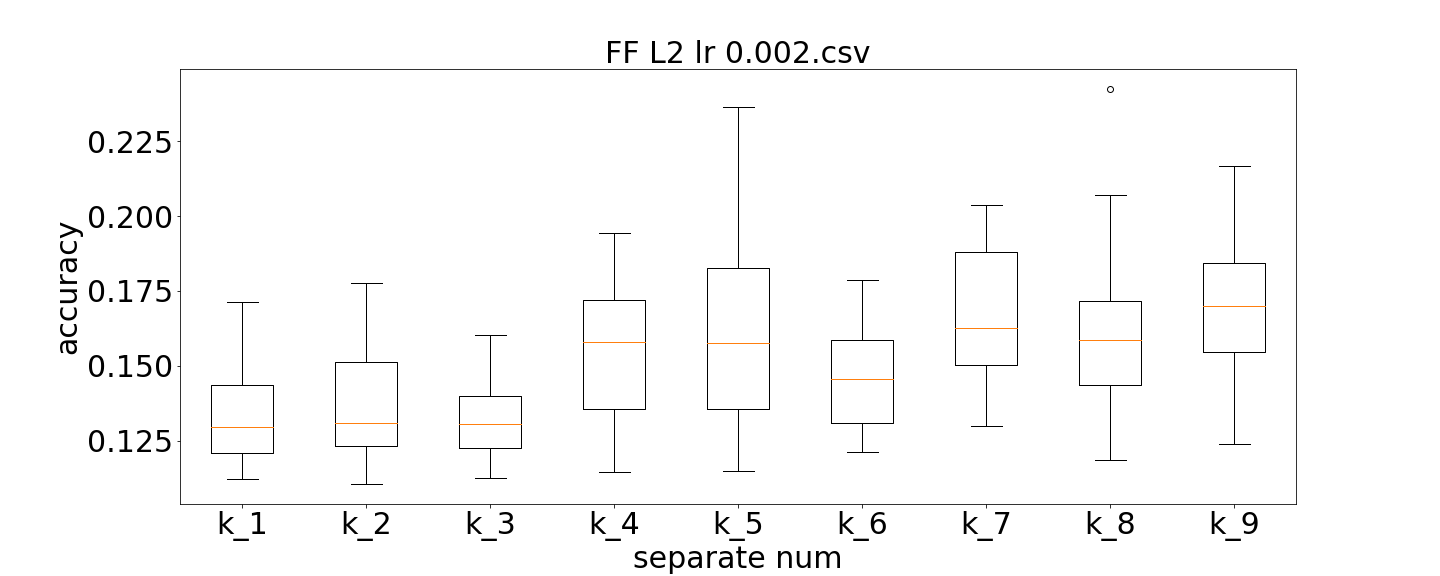 FF L2 lr 0.002.csv
accuracy
0.225
0.200
0.175
0.150
0.125
k_1 k_2 k_3 k_4 k_5 k_6 k_7 k_8 k_9
separate num